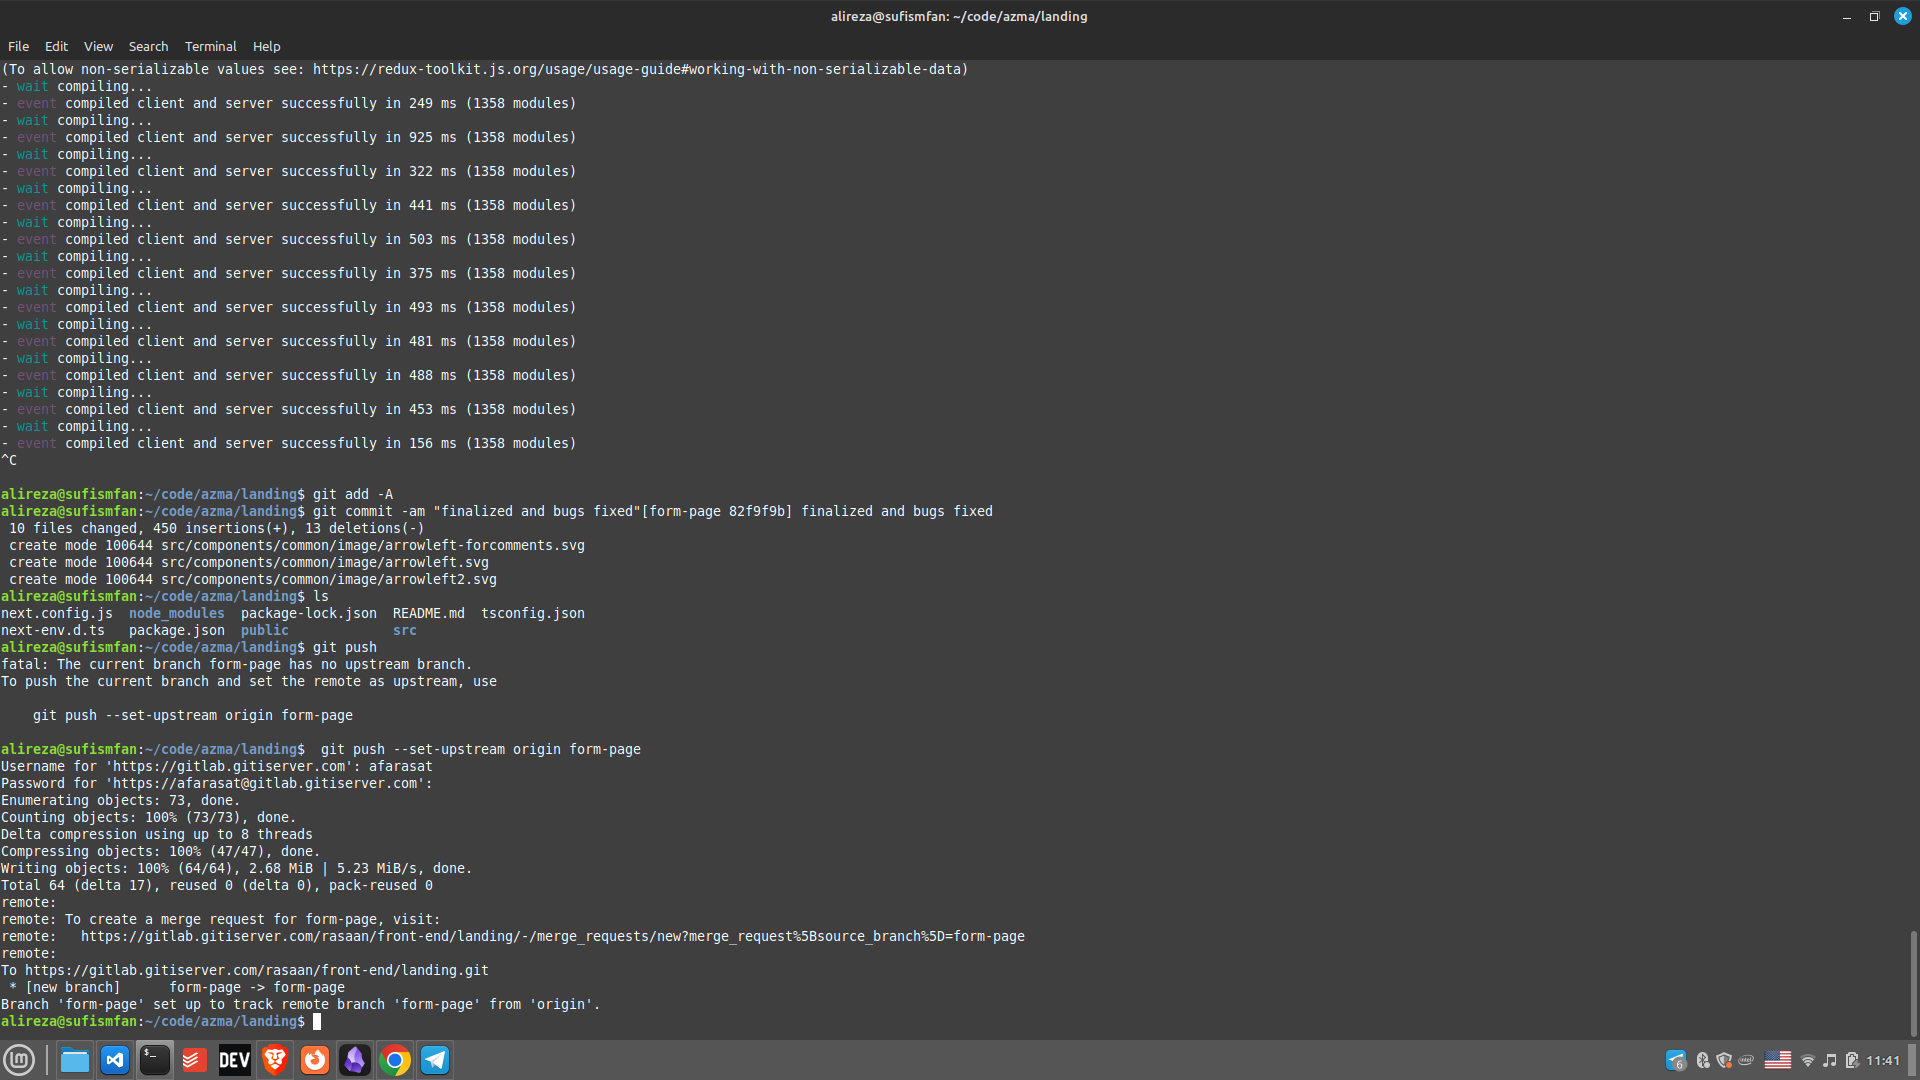 alireza@sufismfan: ~/code/azma/landing
File Edit View Search Terminal Help
(To allow non-serializable values see: https://redux-toolkit.js.org/usage/usage-guide#working-with-non-serializable-data)
- wait compiling...
- event compiled client and server successfully in 249 ms (1358 modules)
- wait compiling...
- event compiled client and server successfully in 925 ms (1358 modules)
- wait compiling...
- event compiled client and server successfully in 322 ms (1358 modules)
- wait compiling...
- event compiled client and server successfully in 441 ms (1358 modules)
- wait compiling...
- event compiled client and server successfully in 503 ms (1358 modules)
- wait compiling...
- event compiled client and server successfully in 375 ms (1358 modules)
- wait compiling...
- event compiled client and server successfully in 493 ms (1358 modules)
- wait compiling...
- event compiled client and server successfully in 481 ms (1358 modules)
- wait compiling...
- event compiled client and server successfully in 488 ms (1358 modules)
- wait compiling...
- event compiled client and server successfully in 453 ms (1358 modules)
- wait compiling...
- event compiled client and server successfully in 156 ms (1358 modules)
^C
alireza@sufismfan:~/code/azma/landing$ git add -A
alireza@sufismfan:~/code/azma/landing$ git commit -am "finalized and bugs fixed"[form-page 82f9f9b] finalized and bugs fixed
10 files changed, 450 insertions(+), 13 deletions(-)
create mode 100644 src/components/common/image/arrowleft-forcomments.svg
create mode 100644 src/components/common/image/arrowleft.svg
create mode 100644 src/components/common/image/arrowleft2.svg
alireza@sufismfan:~/code/azma/landing$ ls
next.config.js node_modules package-lock.json README.md tsconfig.json
next-env.d.ts package.json public src
alireza@sufismfan:~/code/azma/landing$ git push
fatal: The current branch form-page has no upstream branch.
To push the current branch and set the remote as upstream, use
git push --set-upstream origin form-page
alireza@sufismfan:~/code/azma/landing$ git push --set-upstream origin form-page
Username for 'https://gitlab.gitiserver.com': afarasat
Password for 'https://afarasat@gitlab.gitiserver.com':
Enumerating objects: 73, done.
Counting objects: 100% (73/73), done.
Delta compression using up to 8 threads
Compressing objects: 100% (47/47), done.
Writing objects: 100% (64/64), 2.68 MiB | 5.23 MiB/s, done.
Total 64 (delta 17), reused 0 (delta 0), pack-reused 0
remote:
remote: To create a merge request for form-page, visit:
remote: https://gitlab.gitiserver.com/rasaan/front-end/landing/-/merge_requests/new?merge_request%5Bsource_branch%5D=form-page
remote:
To https://gitlab.gitiserver.com/rasaan/front-end/landing.git
* [new branch] form-page -> form-page
Branch 'form-page' set up to track remote branch 'form-page' from 'origin'.
alireza@sufismfan:~/code/azma/landing$
DEV
6
11:41